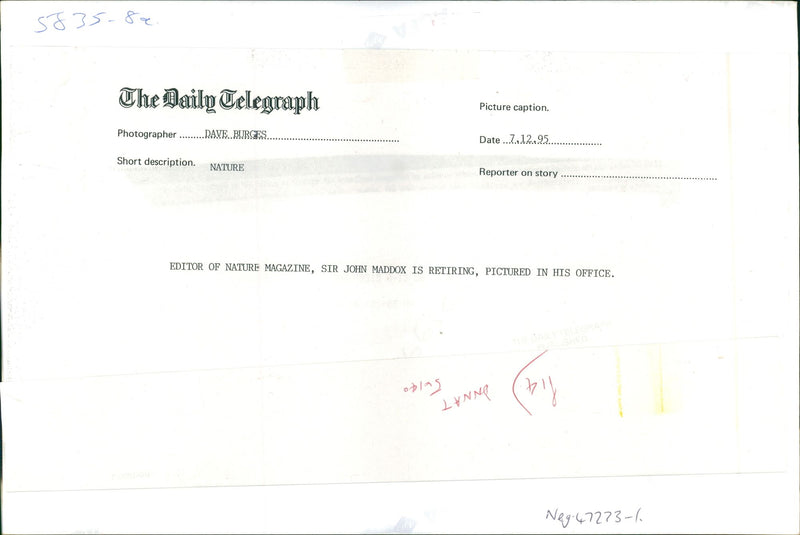 5835-8a
The Daily Telegraph
Picture caption.
Photographer ........DAVE BURGES........
Date ..7.12.95..............
Short description. NATURE
Reporter on story ........................................
EDITOR OF NATURE MAGAZINE, SIR JOHN MADDOX IS RETIRING, PICTURED IN HIS OFFICE.
Neg-47273-1.